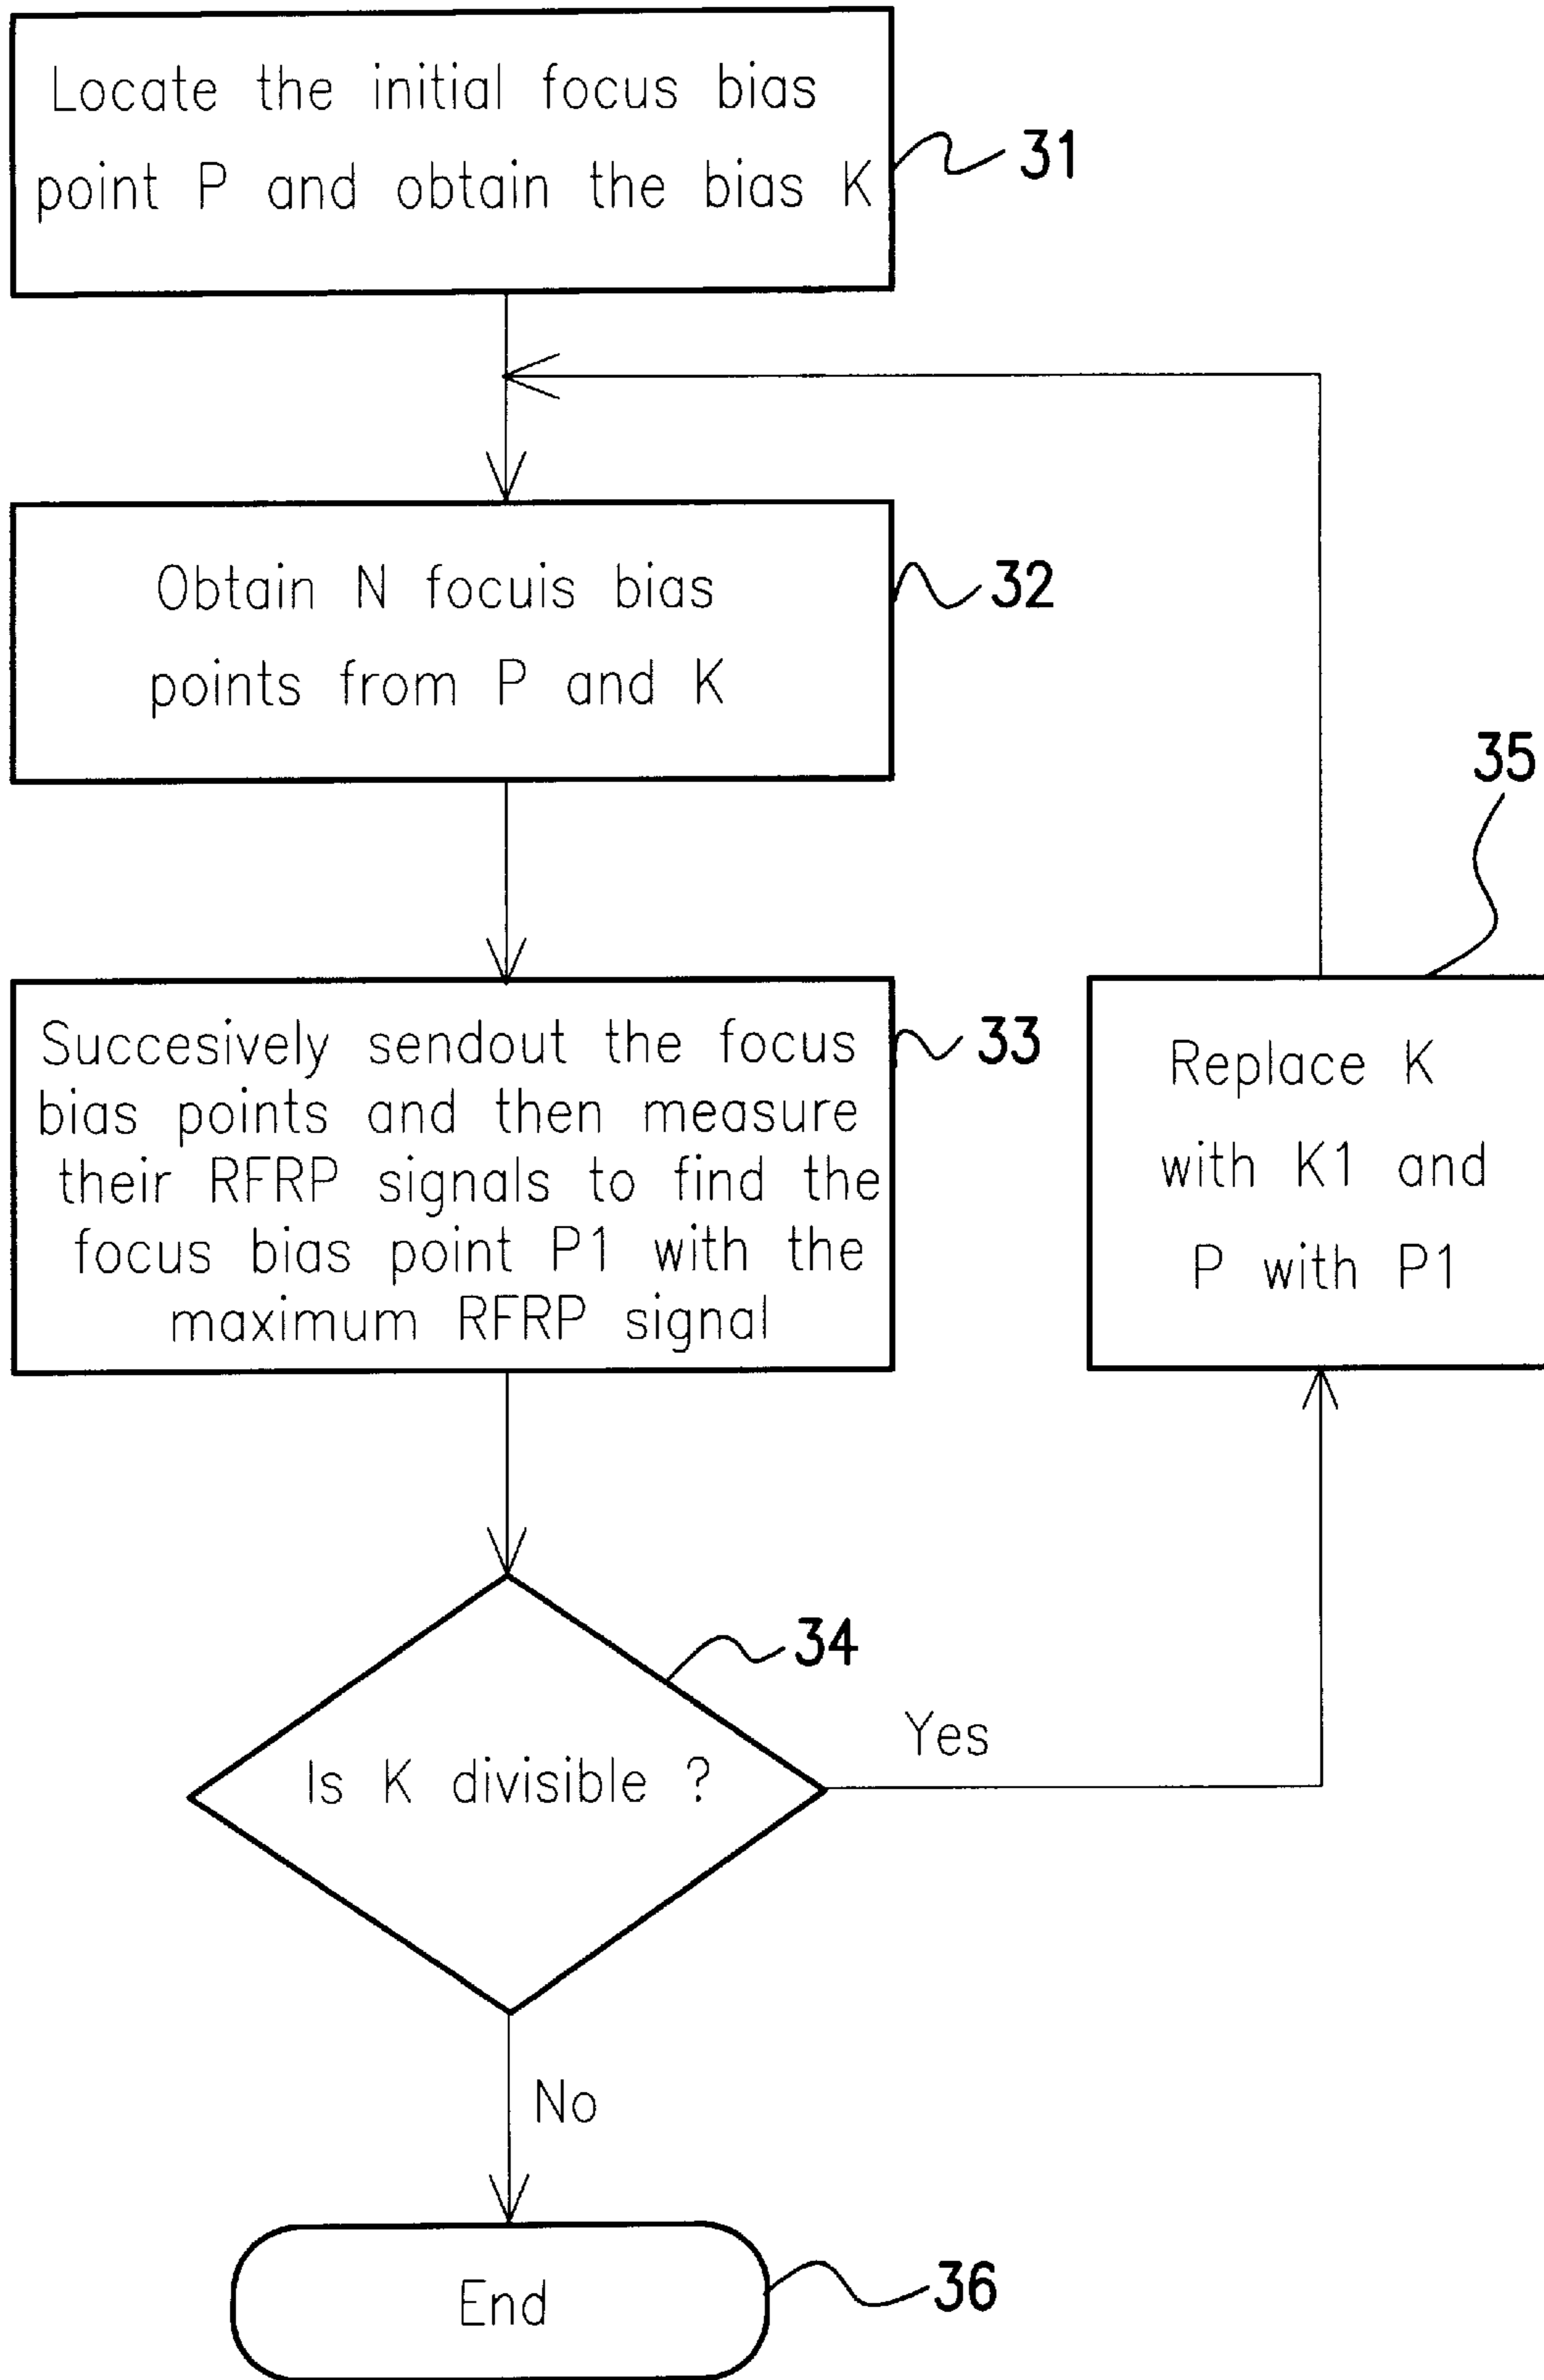 Locate the initial focus bias
point P and obtain the bias K
31
Obtain N focuis bias
points from P and K
32
35
Succesively sendout the focus
bias points and then measure
their RFRP signals to find the
focus bias point P1 with the
maximum RFRP signal
33
Replace K
with K1 and
P with P1
34
Is K divisible ?
Yes
No
End
36